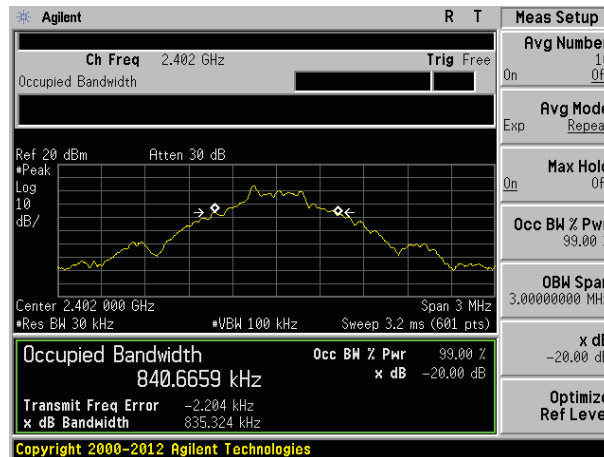 Agilent R T Meas Setup
Ch Freq 2.402 GHz Trig Free
Occupied Bandwidth
Avg Number
On
Avg Mode
Exp Repeat
Max Hold
On
Occ BW % Pwr
99.00 %
OBW Span
3.00000000 MHz
x dB
-20.00 dB
Optimize
Ref Level
Ref 20 dBm Atten 30 dB
#Peak
Log
10
dB/
Center 2.402 000 GHz Span 3 MHz
#Res BW 30 kHz #VBW 100 kHz Sweep 3.2 ms (601 pts)
Occupied Bandwidth Occ BW % Pwr 99.00 %
840.6659 kHz x dB -20.00 dB
Transmit Freq Error -2.204 kHz
x dB Bandwidth 835.324 kHz
Copyright 2000-2012 Agilent Technologies